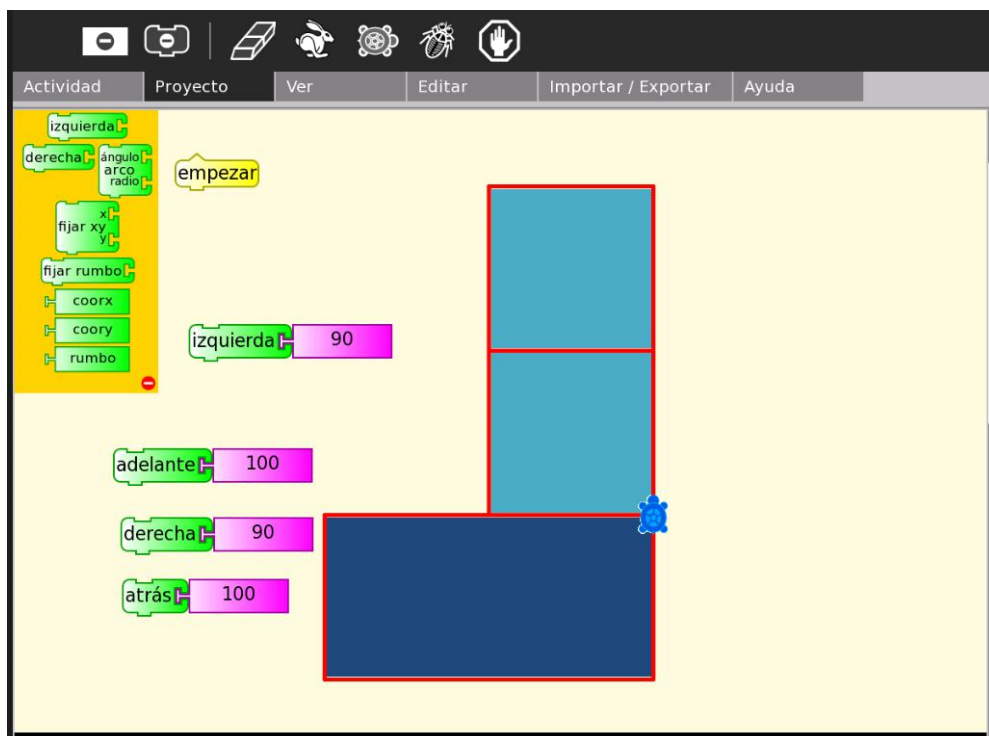 Actividad Proyecto Ver Editar Importar / Exportar Ayuda
izquierda
derecha
ángulo
arco
radio
x
fijar xy
y
fijar rumbo
coorx
coory
rumbo
empezar
izquierda 90
adelante 100
derecha 90
atrás 100